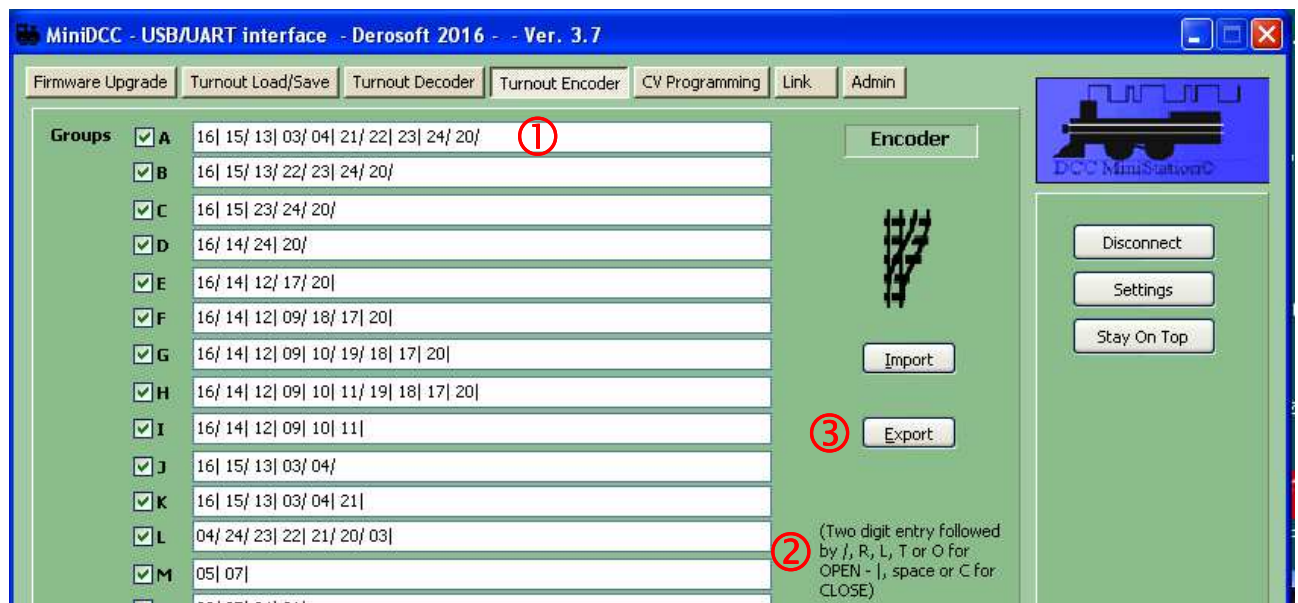 MiniDCC - USB/UART interface - Derosoft 2016 - - Ver. 3.7
Firmware Upgrade Turnout Load/Save Turnout Decoder Turnout Encoder CV Programming Link Admin
Groups A 16| 15/ 13| 03/ 04| 21/ 22| 23| 24/ 20/ ① Encoder
DCC MiniStation©
B 16| 15/ 13/ 22/ 23| 24/ 20/
C 16| 15| 23/ 24/ 20/
D 16/ 14/ 24| 20/
Disconnect
E 16/ 14| 12/ 17/ 20|
Settings
F 16/ 14| 12| 09/ 18/ 17| 20|
Stay On Top
G 16/ 14| 12| 09| 10/ 19/ 18| 17| 20|
Import
H 16/ 14| 12| 09| 10| 11/ 19| 18| 17| 20|
I 16/ 14| 12| 09| 10| 11|
③ Export
J 16| 15/ 13| 03/ 04/
K 16| 15/ 13| 03/ 04| 21|
L 04/ 24/ 23| 22| 21/ 20/ 03|
② (Two digit entry followed
by /, R, L, T or O for
OPEN - |, space or C for
CLOSE)
M 05| 07|